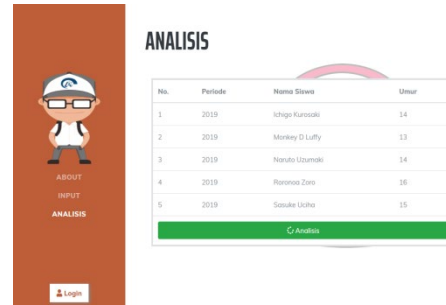 ANALISIS
ABOUT
INPUT
ANALISIS
Login
No. Periode Nama Siswa Umur
1 2019 Ichigo Kurosaki 14
2 2019 Monkey D Luffy 13
3 2019 Naruto Uzumaki 14
4 2019 Roronoa Zoro 16
5 2019 Sasuke Uciha 15
Analisis